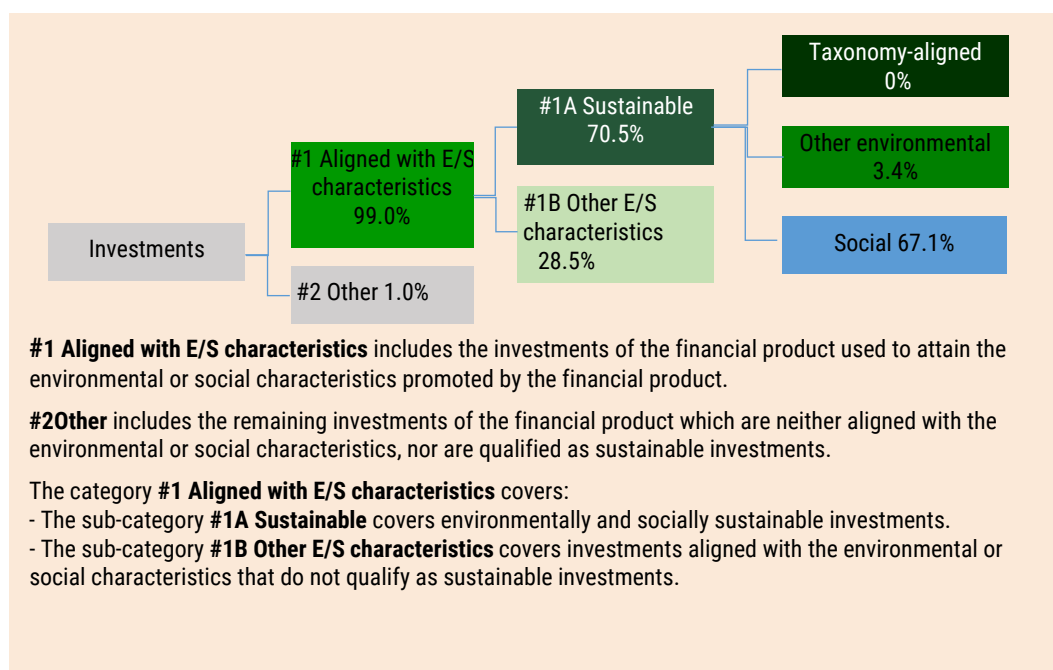 Taxonomy-aligned
0%
#1A Sustainable
70.5%
Other environmental
3.4%
#1 Aligned with E/S
characteristics
99.0%
#1B Other E/S
characteristics
28.5%
Social 67.1%
Investments
#2 Other 1.0%
#1 Aligned with E/S characteristics includes the investments of the financial product used to attain the
environmental or social characteristics promoted by the financial product.
#2Other includes the remaining investments of the financial product which are neither aligned with the
environmental or social characteristics, nor are qualified as sustainable investments.
The category #1 Aligned with E/S characteristics covers:
- The sub-category #1A Sustainable covers environmentally and socially sustainable investments.
- The sub-category #1B Other E/S characteristics covers investments aligned with the environmental or
social characteristics that do not qualify as sustainable investments.